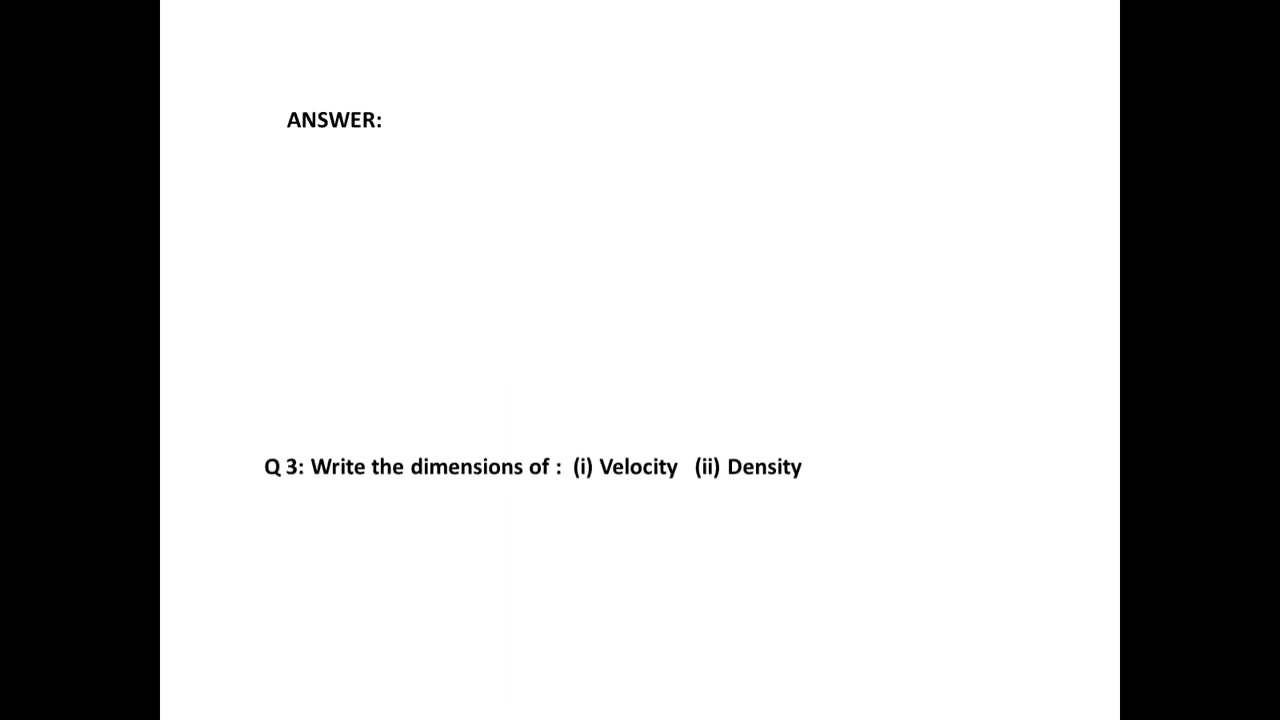 ANSWER:
Q 3: Write the dimensions of : (i) Velocity (ii) Density